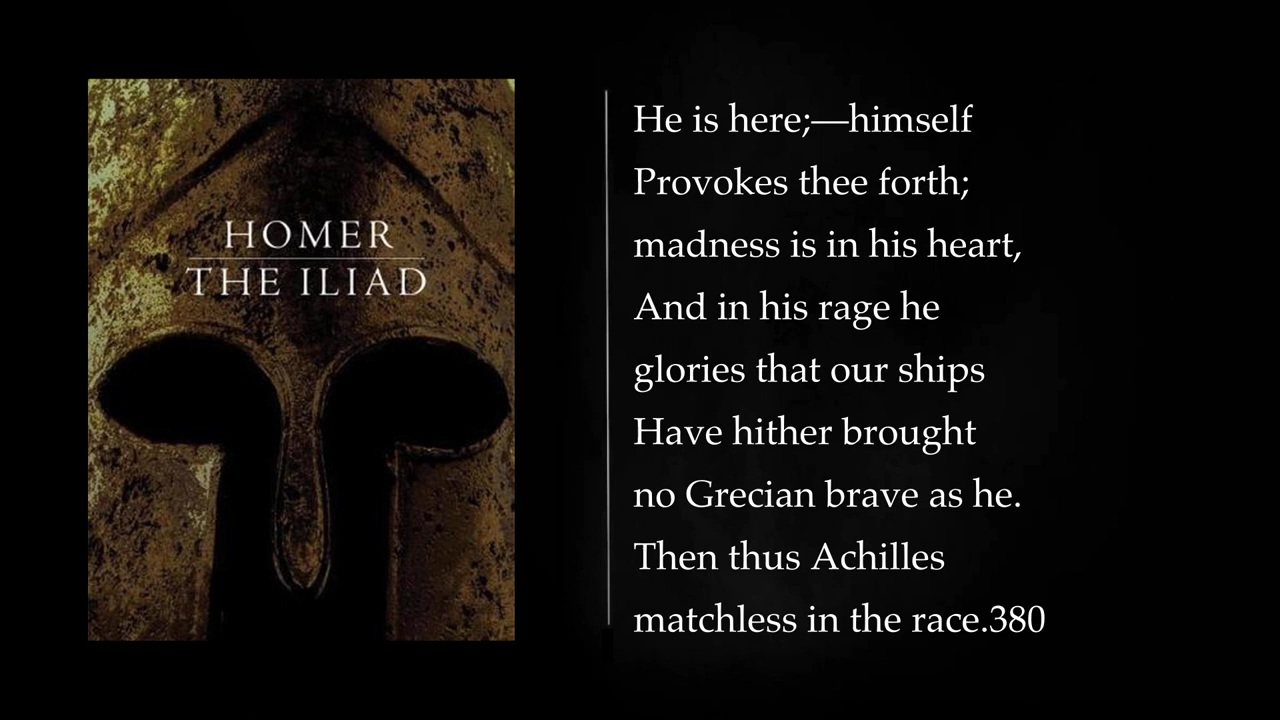 HOMER
THE ILIAD
He is here;—himself
Provokes thee forth;
madness is in his heart,
And in his rage he
glories that our ships
Have hither brought
no Grecian brave as he.
Then thus Achilles
matchless in the race.380